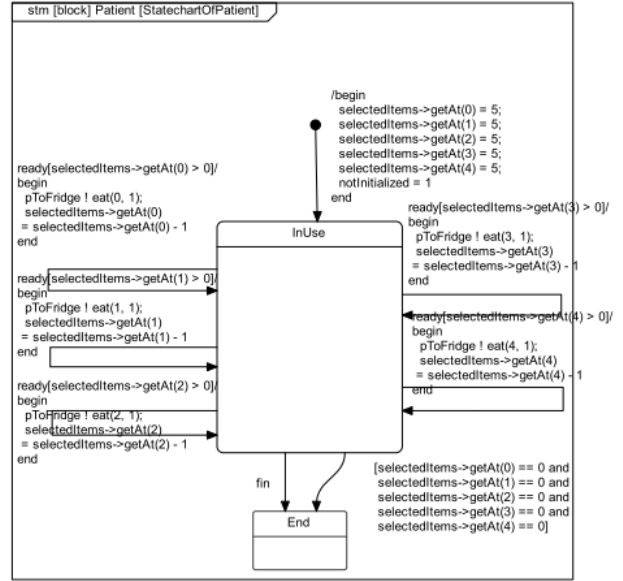 stm [block] Patient [StatechartOfPatient]
/begin
selectedItems->getAt(0) = 5;
selectedItems->getAt(1) = 5;
selectedItems->getAt(2) = 5;
selectedItems->getAt(3) = 5;
selectedItems->getAt(4) = 5;
notInitialized = 1
end
ready[selectedItems->getAt(0) > 0]/
begin
pToFridge ! eat(0, 1);
selectedItems->getAt(0)
= selectedItems->getAt(0) - 1
end
ready[selectedItems->getAt(1) > 0]/
begin
pToFridge ! eat(1, 1);
selectedItems->getAt(1)
= selectedItems->getAt(1) - 1
end
ready[selectedItems->getAt(2) > 0]/
begin
pToFridge ! eat(2, 1);
selectedItems->getAt(2)
= selectedItems->getAt(2) - 1
end
InUse
ready[selectedItems->getAt(3) > 0]/
begin
pToFridge ! eat(3, 1);
selectedItems->getAt(3)
= selectedItems->getAt(3) - 1
end
ready[selectedItems->getAt(4) > 0]/
begin
pToFridge ! eat(4, 1);
selectedItems->getAt(4)
= selectedItems->getAt(4) - 1
end
fin
[selectedItems->getAt(0) == 0 and
selectedItems->getAt(1) == 0 and
selectedItems->getAt(2) == 0 and
selectedItems->getAt(3) == 0 and
selectedItems->getAt(4) == 0]
End